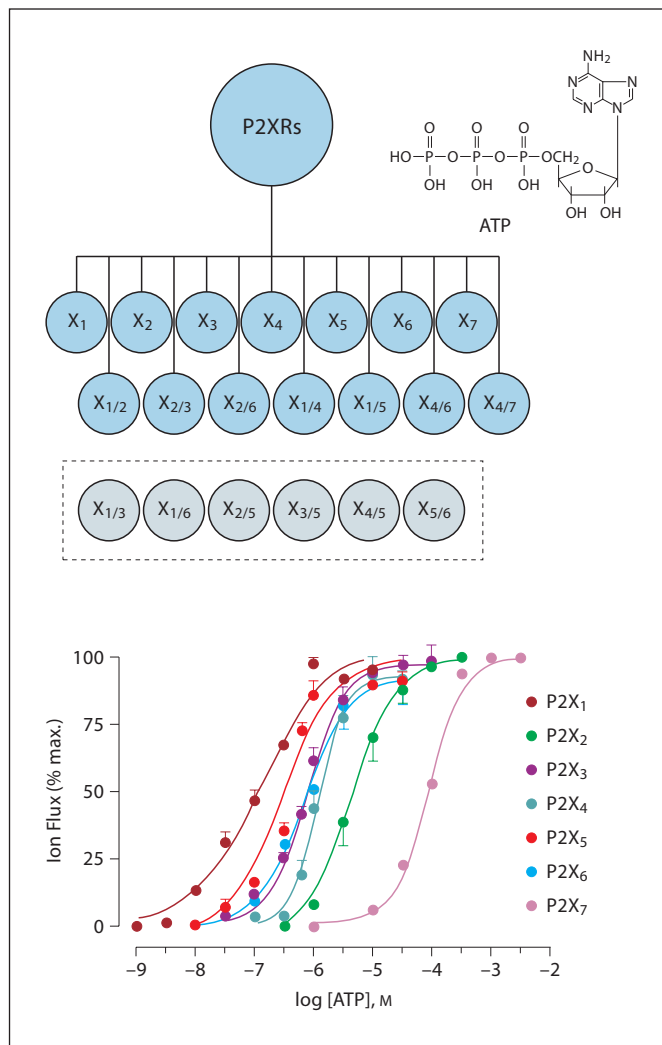 P2XRs
NH₂
N
N
N
N
O O O
HO—P—O—P—O—P—OCH₂
O
OH OH OH
OH OH
ATP
X₁ X₂ X₃ X₄ X₅ X₆ X₇
X₁/₂ X₂/₃ X₂/₆ X₁/₄ X₁/₅ X₄/₆ X₄/₇
X₁/₃ X₁/₆ X₂/₅ X₃/₅ X₄/₅ X₅/₆
Ion Flux (% max.)
100
75
50
25
0
–9 –8 –7 –6 –5 –4 –3 –2
log [ATP], M
P2X₁
P2X₂
P2X₃
P2X₄
P2X₅
P2X₆
P2X₇